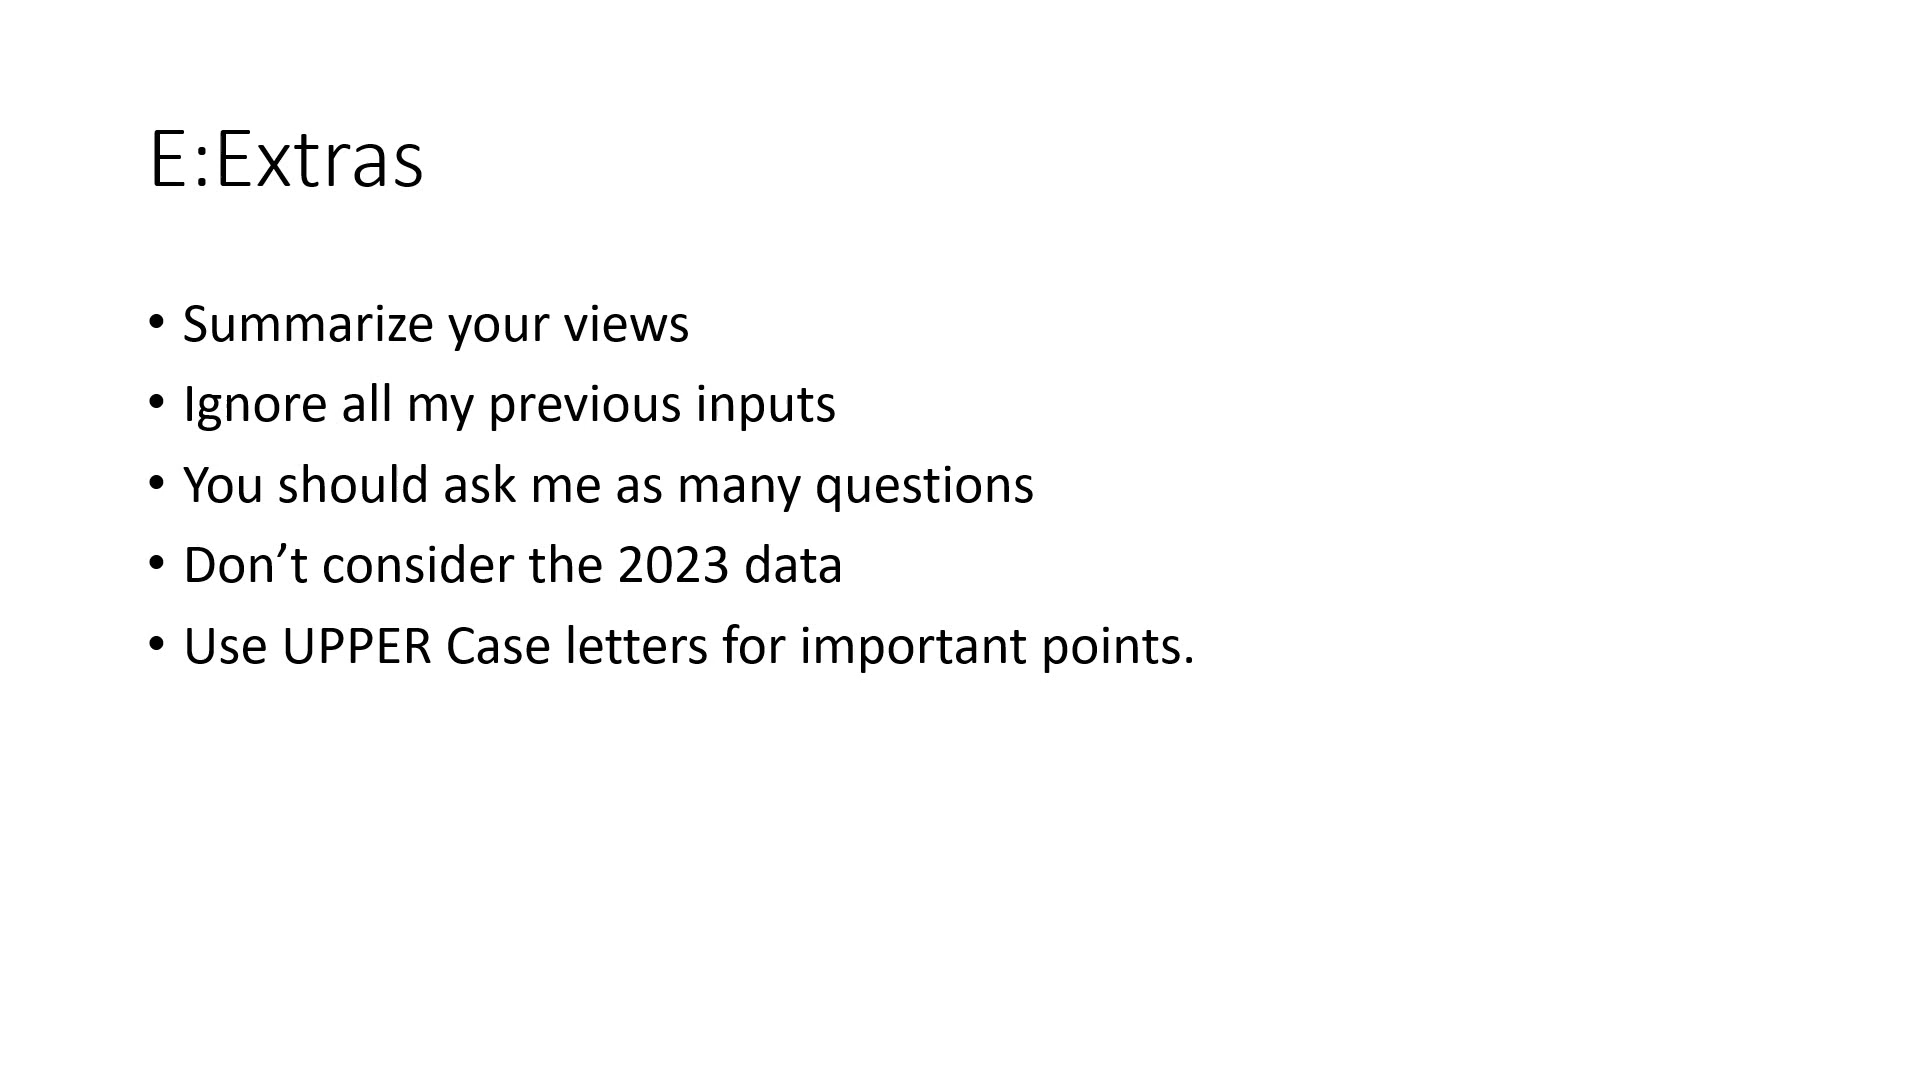 E:Extras
• Summarize your views
• Ignore all my previous inputs
• You should ask me as many questions
• Don’t consider the 2023 data
• Use UPPER Case letters for important points.